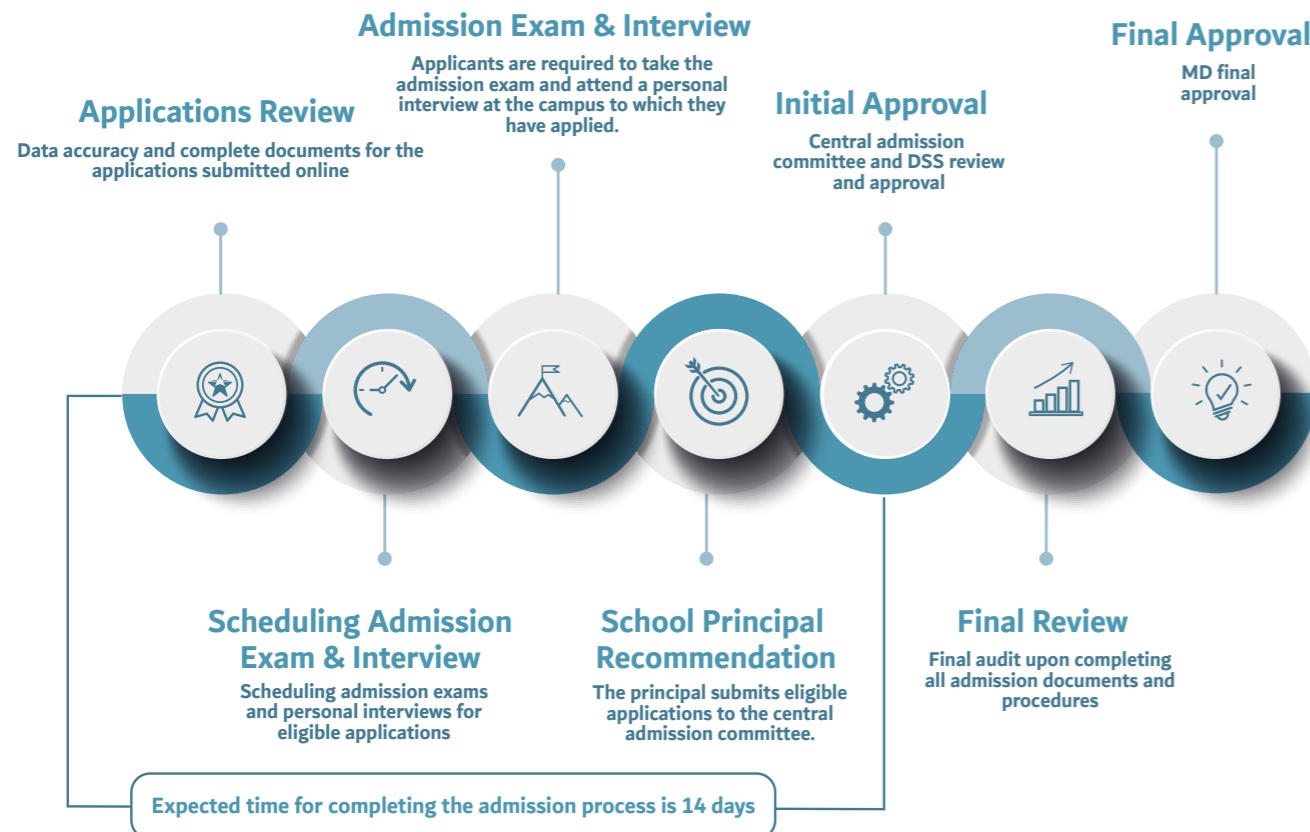 Applications Review
Data accuracy and complete documents for the
applications submitted online
Scheduling Admission
Exam & Interview
Scheduling admission exams
and personal interviews for
eligible applications
Admission Exam & Interview
Applicants are required to take the
admission exam and attend a personal
interview at the campus to which they
have applied.
School Principal
Recommendation
The principal submits eligible
applications to the central
admission committee.
Initial Approval
Central admission
committee and DSS review
and approval
Final Review
Final audit upon completing
all admission documents and
procedures
Final Approval
MD final
approval
Expected time for completing the admission process is 14 days